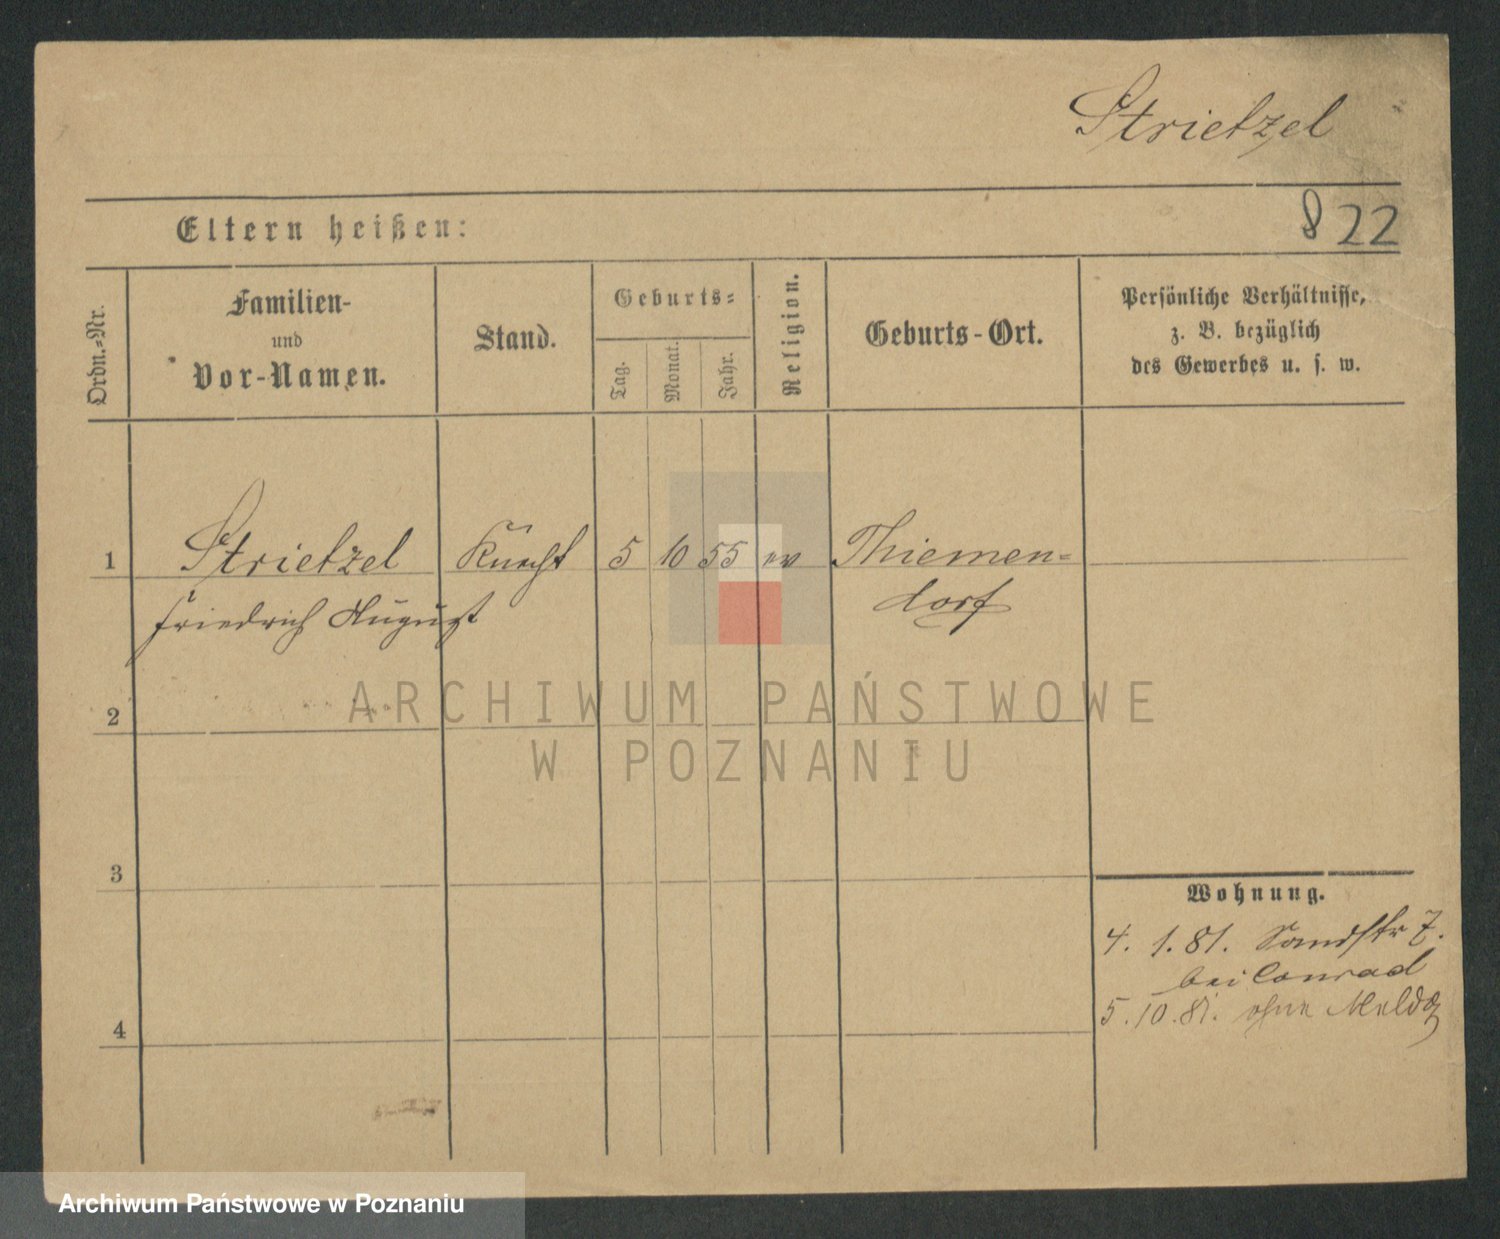 Strietzel
Eltern heißen:
822
Ordn.-Nr.
Familien-
und
Vor-Namen.
Stand.
Geburts-
Tag.
Monat.
Jahr.
Religion.
Geburts-Ort.
Persönliche Verhältnisse,
z. B. bezüglich
des Gewerbes u. s. w.
1 Strietzel Knecht 5 10 55 ev Thiemen-
Friedrich August dorf
2
ARCHIWUM PAŃSTWOWE
W POZNANIU
3
Wohnung.
4. 1. 81. Sandstr 7.
bei Conrad
5. 10. 81. ohne Meldg
4
Archiwum Państwowe w Poznaniu